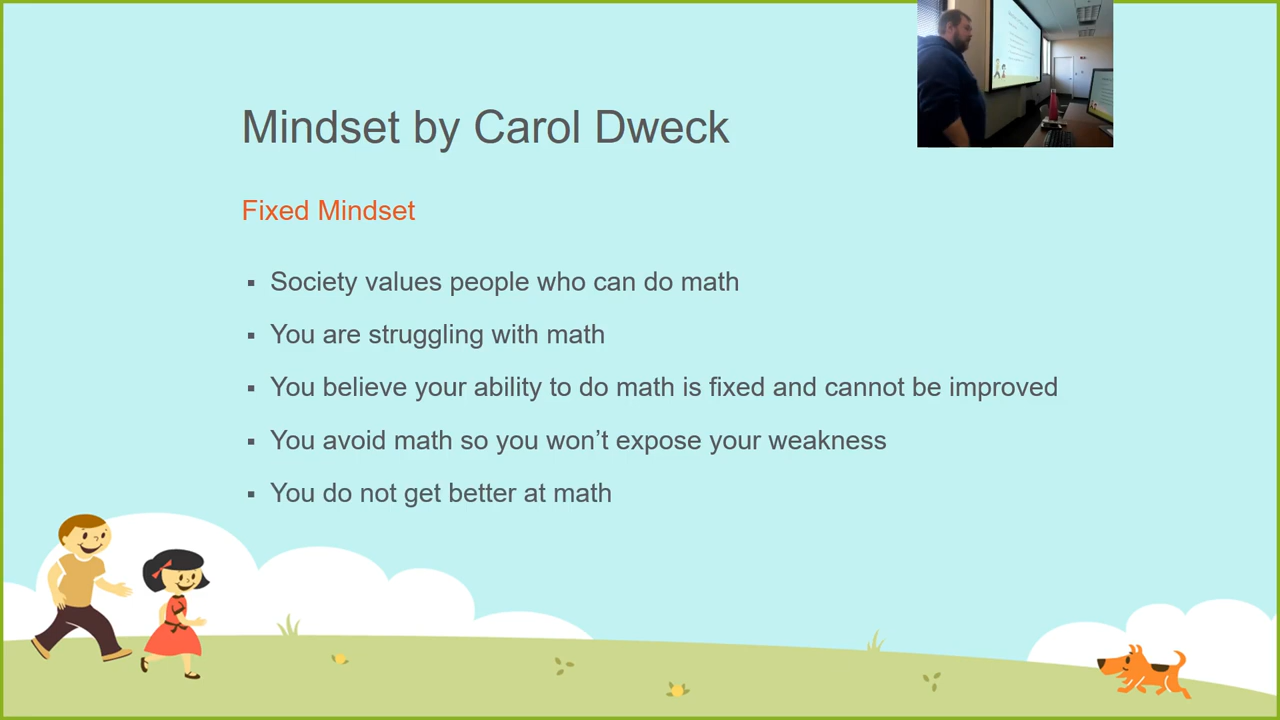 Mindset by Carol Dweck
Fixed Mindset
▪ Society values people who can do math
▪ You are struggling with math
▪ You believe your ability to do math is fixed and cannot be improved
▪ You avoid math so you won’t expose your weakness
▪ You do not get better at math